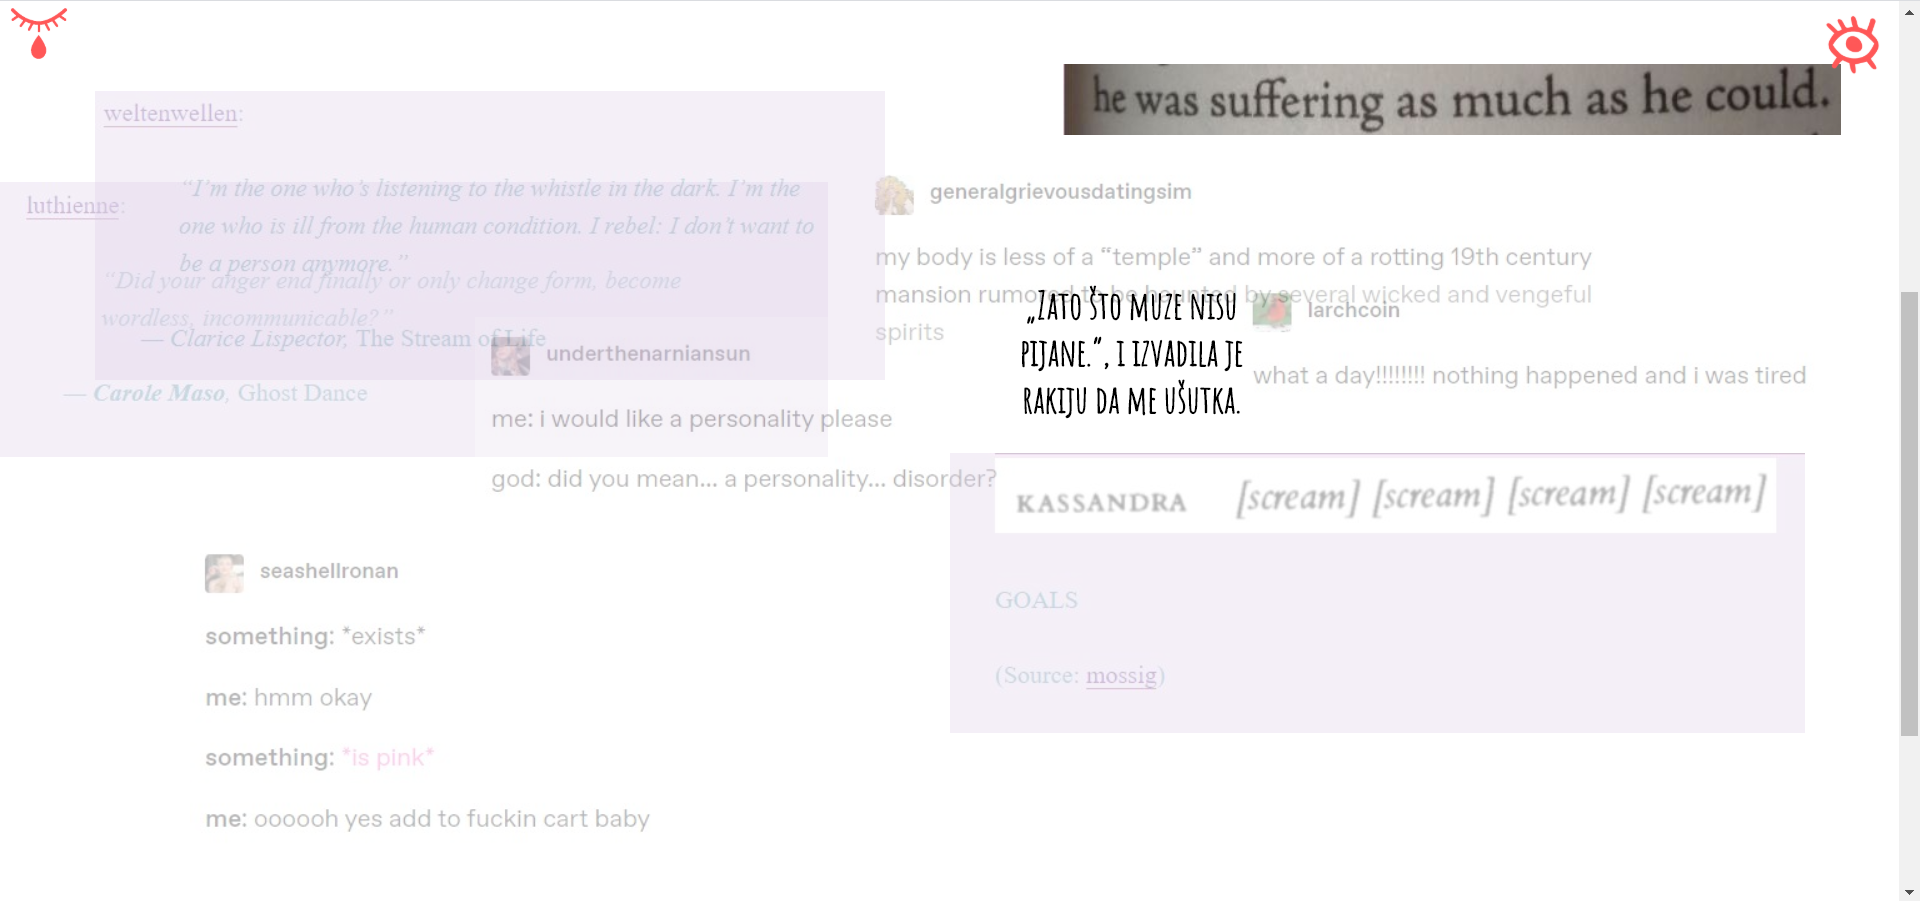 he was suffering as much as he could.
weltenwellen:
“I’m the one who’s listening to the whistle in the dark. I’m the
one who is ill from the human condition. I rebel: I don’t want to
be a person anymore.”
— Clarice Lispector, The Stream of Life
luthienne:
“Did your anger end finally or only change form, become
wordless, incommunicable?”
— Carole Maso, Ghost Dance
generalgrievousdatingsim
my body is less of a “temple” and more of a rotting 19th century
mansion rumored to be haunted by several wicked and vengeful
spirits
„ZATO ŠTO MUZE NISU
PIJANE.“, I IZVADILA JE
RAKIJU DA ME UŠUTKA.
larchcoin
what a day!!!!!!!! nothing happened and i was tired
underthenarniansun
me: i would like a personality please
god: did you mean... a personality... disorder?
KASSANDRA [scream] [scream] [scream] [scream]
GOALS
(Source: mossig)
seashellronan
something: *exists*
me: hmm okay
something: *is pink*
me: oooooh yes add to fuckin cart baby